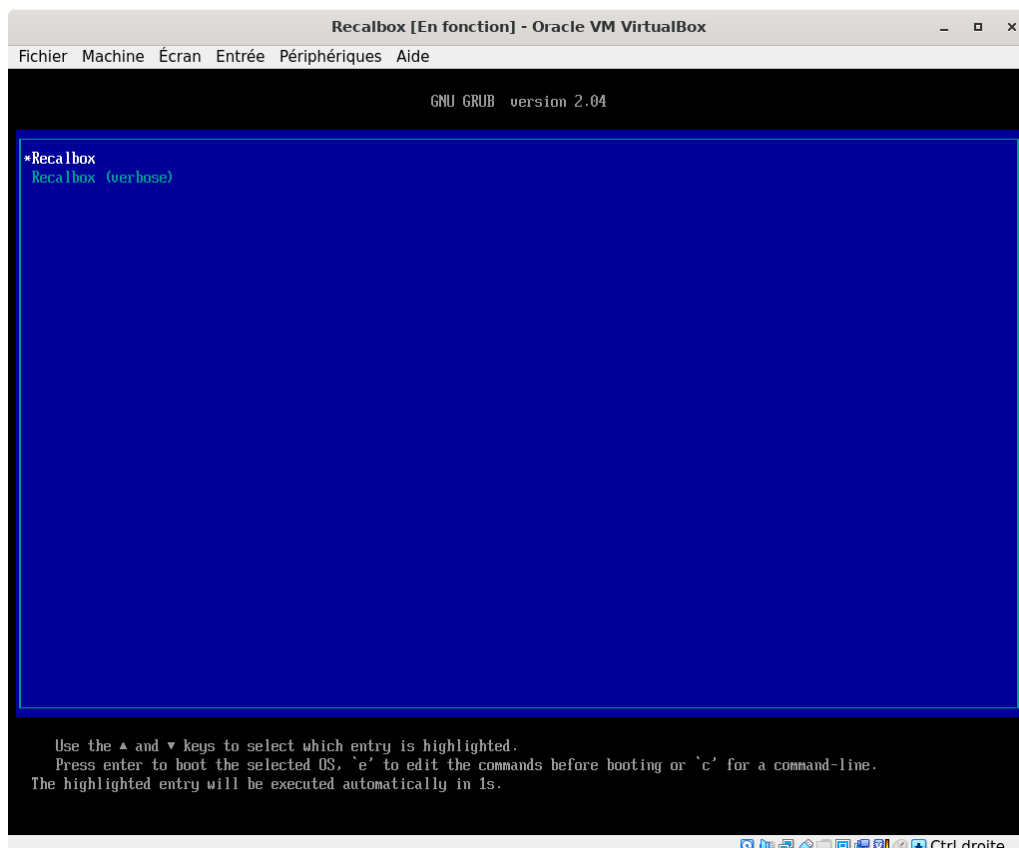 Recalbox [En fonction] - Oracle VM VirtualBox
Fichier Machine Écran Entrée Périphériques Aide
GNU GRUB version 2.04
*Recalbox
Recalbox (verbose)
Use the ▲ and ▼ keys to select which entry is highlighted.
Press enter to boot the selected OS, `e' to edit the commands before booting or `c' for a command-line.
The highlighted entry will be executed automatically in 1s.
Ctrl droite